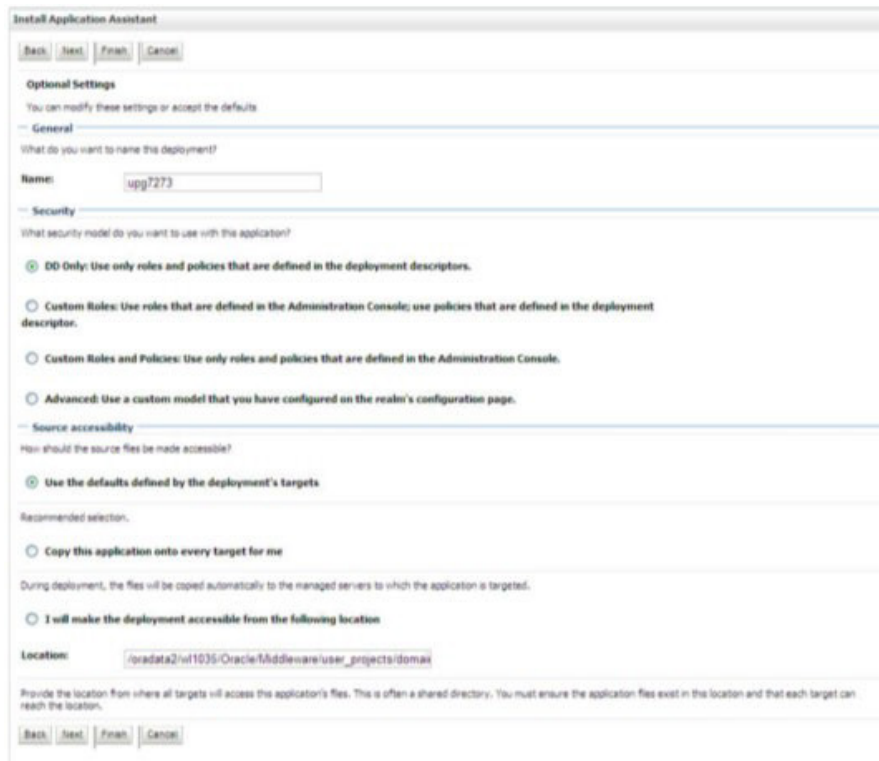 Install Application Assistant
Back Next Finish Cancel
Optional Settings
You can modify these settings or accept the defaults
General
What do you want to name this deployment?
Name: upg7273
Security
What security model do you want to use with this application?
DD Only: Use only roles and policies that are defined in the deployment descriptors.
Custom Roles: Use roles that are defined in the Administration Console; use policies that are defined in the deployment
descriptor.
Custom Roles and Policies: Use only roles and policies that are defined in the Administration Console.
Advanced: Use a custom model that you have configured on the realm's configuration page.
Source accessibility
How should the source files be made accessible?
Use the defaults defined by the deployment's targets
Recommended selection.
Copy this application onto every target for me
During deployment, the files will be copied automatically to the managed servers to which the application is targeted.
I will make the deployment accessible from the following location
Location: /oradata2/wl1035/Oracle/Middleware/user_projects/domai
Provide the location from where all targets will access this application's files. This is often a shared directory. You must ensure the application files exist in this location and that each target can
reach the location.
Back Next Finish Cancel